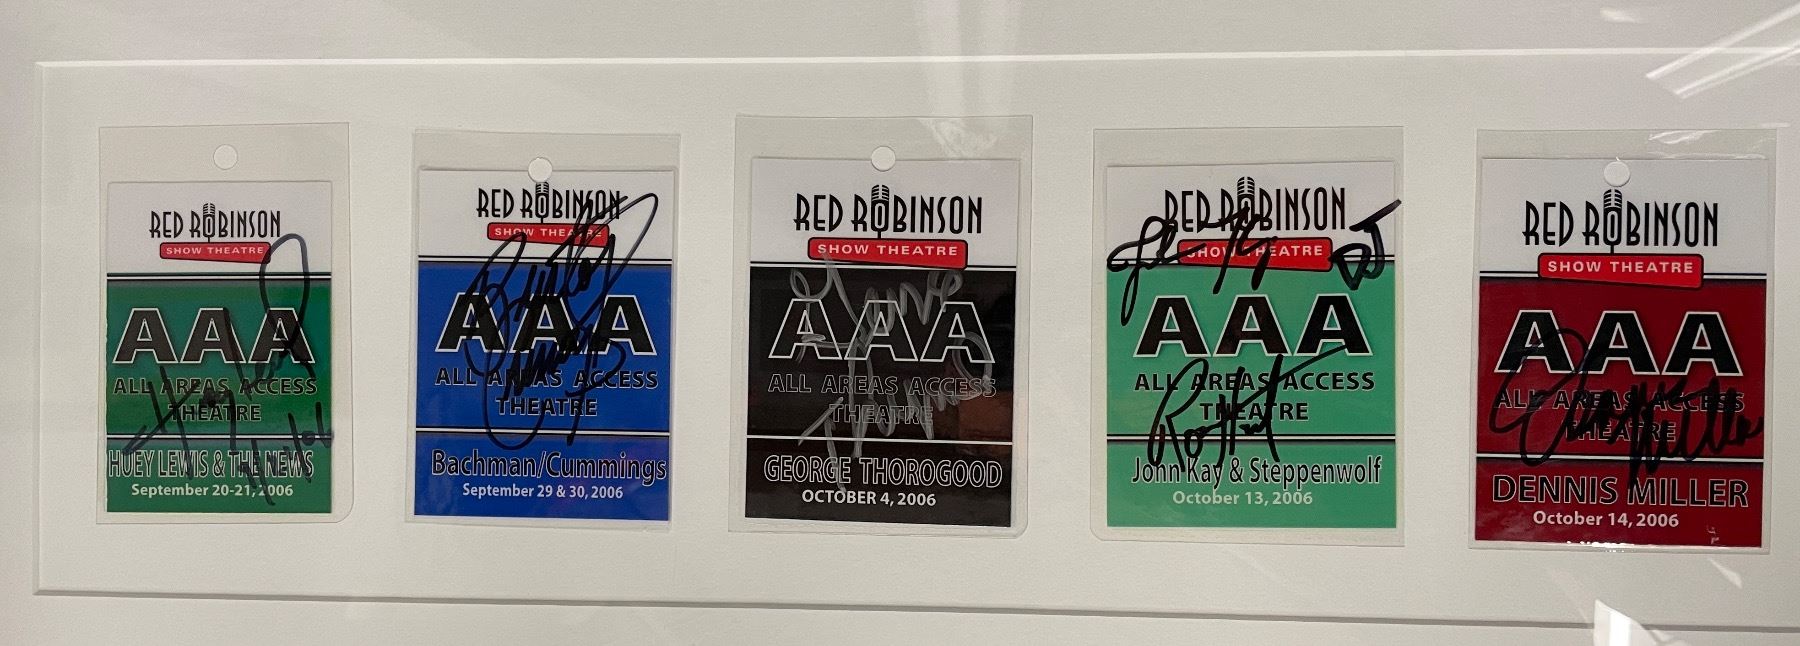 RED ROBINSON
SHOW THEATRE
AAA
ALL AREAS ACCESS
THEATRE
HUEY LEWIS & THE NEWS
September 20-21, 2006
RED ROBINSON
SHOW THEATRE
AAA
ALL AREAS ACCESS
THEATRE
Bachman/Cummings
September 29 & 30, 2006
RED ROBINSON
SHOW THEATRE
AAA
ALL AREAS ACCESS
THEATRE
GEORGE THOROGOOD
OCTOBER 4, 2006
RED ROBINSON
SHOW THEATRE
AAA
ALL AREAS ACCESS
THEATRE
John Kay & Steppenwolf
October 13, 2006
RED ROBINSON
SHOW THEATRE
AAA
ALL AREAS ACCESS
THEATRE
DENNIS MILLER
October 14, 2006